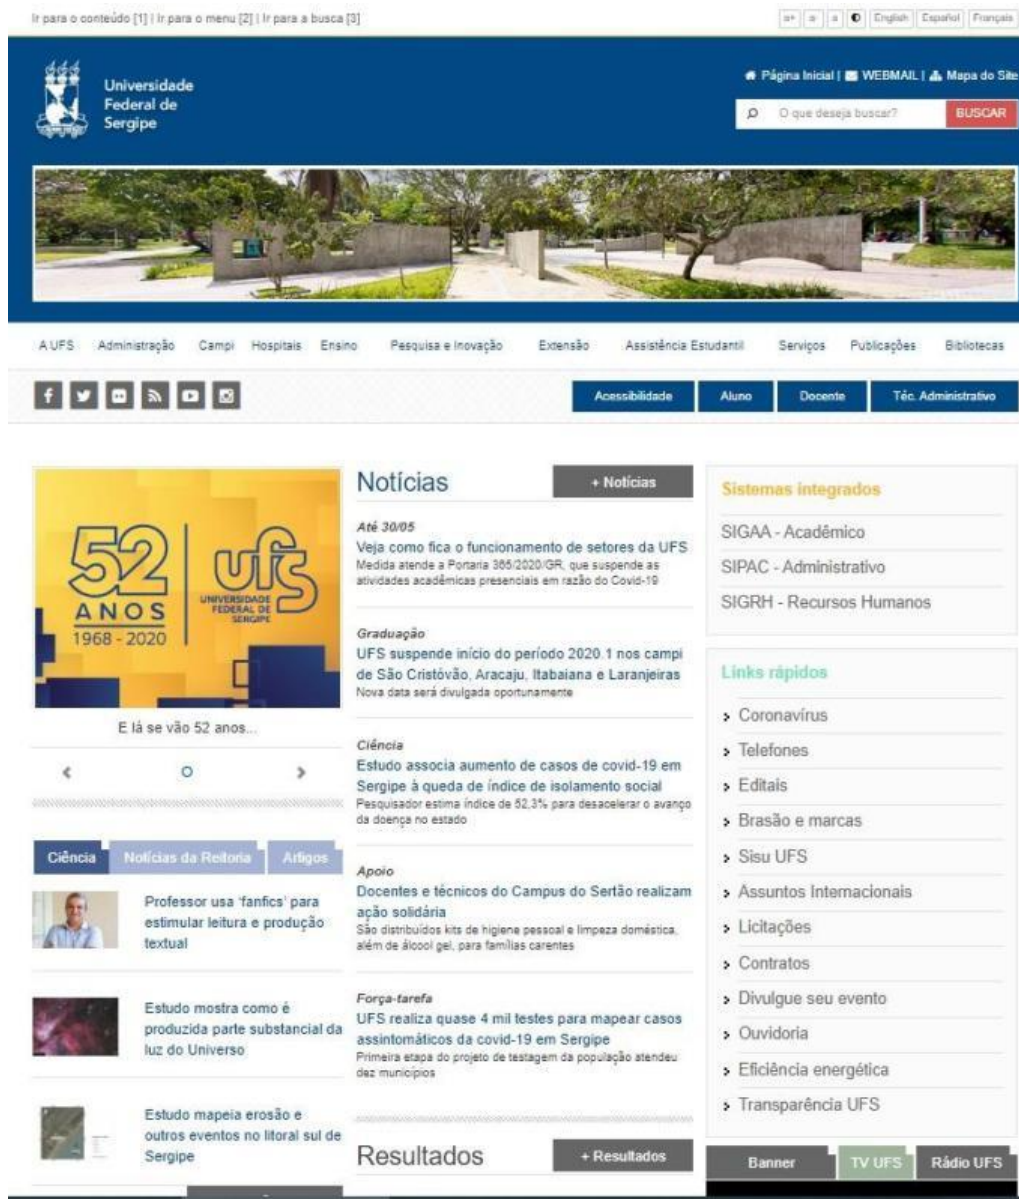 Ir para o conteúdo [1] | Ir para o menu [2] | Ir para a busca [3]
a+ a- a English Español Français
Universidade
Federal de
Sergipe
Página Inicial | WEBMAIL | Mapa do Site
O que deseja buscar? BUSCAR
A UFS Administração Campi Hospitais Ensino Pesquisa e Inovação Extensão Assistência Estudantil Serviços Publicações Bibliotecas
Acessibilidade Aluno Docente Téc. Administrativo
52
ANOS
1968 - 2020
ufs
UNIVERSIDADE
FEDERAL DE
SERGIPE
E lá se vão 52 anos...
Ciência Notícias da Reitoria Artigos
Professor usa 'fanfics' para
estimular leitura e produção
textual
Estudo mostra como é
produzida parte substancial da
luz do Universo
Estudo mapeia erosão e
outros eventos no litoral sul de
Sergipe
Notícias + Notícias
Até 30/05
Veja como fica o funcionamento de setores da UFS
Medida atende a Portaria 365/2020/GR, que suspende as
atividades acadêmicas presenciais em razão do Covid-19
Graduação
UFS suspende início do período 2020.1 nos campi
de São Cristóvão, Aracaju, Itabaiana e Laranjeiras
Nova data será divulgada oportunamente
Ciência
Estudo associa aumento de casos de covid-19 em
Sergipe à queda de índice de isolamento social
Pesquisador estima índice de 52,3% para desacelerar o avanço
da doença no estado
Apoio
Docentes e técnicos do Campus do Sertão realizam
ação solidária
São distribuídos kits de higiene pessoal e limpeza doméstica,
além de álcool gel, para famílias carentes
Força-tarefa
UFS realiza quase 4 mil testes para mapear casos
assintomáticos da covid-19 em Sergipe
Primeira etapa do projeto de testagem da população atendeu
dez municípios
Resultados + Resultados
Sistemas integrados
SIGAA - Acadêmico
SIPAC - Administrativo
SIGRH - Recursos Humanos
Links rápidos
Coronavírus
Telefones
Editais
Brasão e marcas
Sisu UFS
Assuntos Internacionais
Licitações
Contratos
Divulgue seu evento
Ouvidoria
Eficiência energética
Transparência UFS
Banner TV UFS Rádio UFS